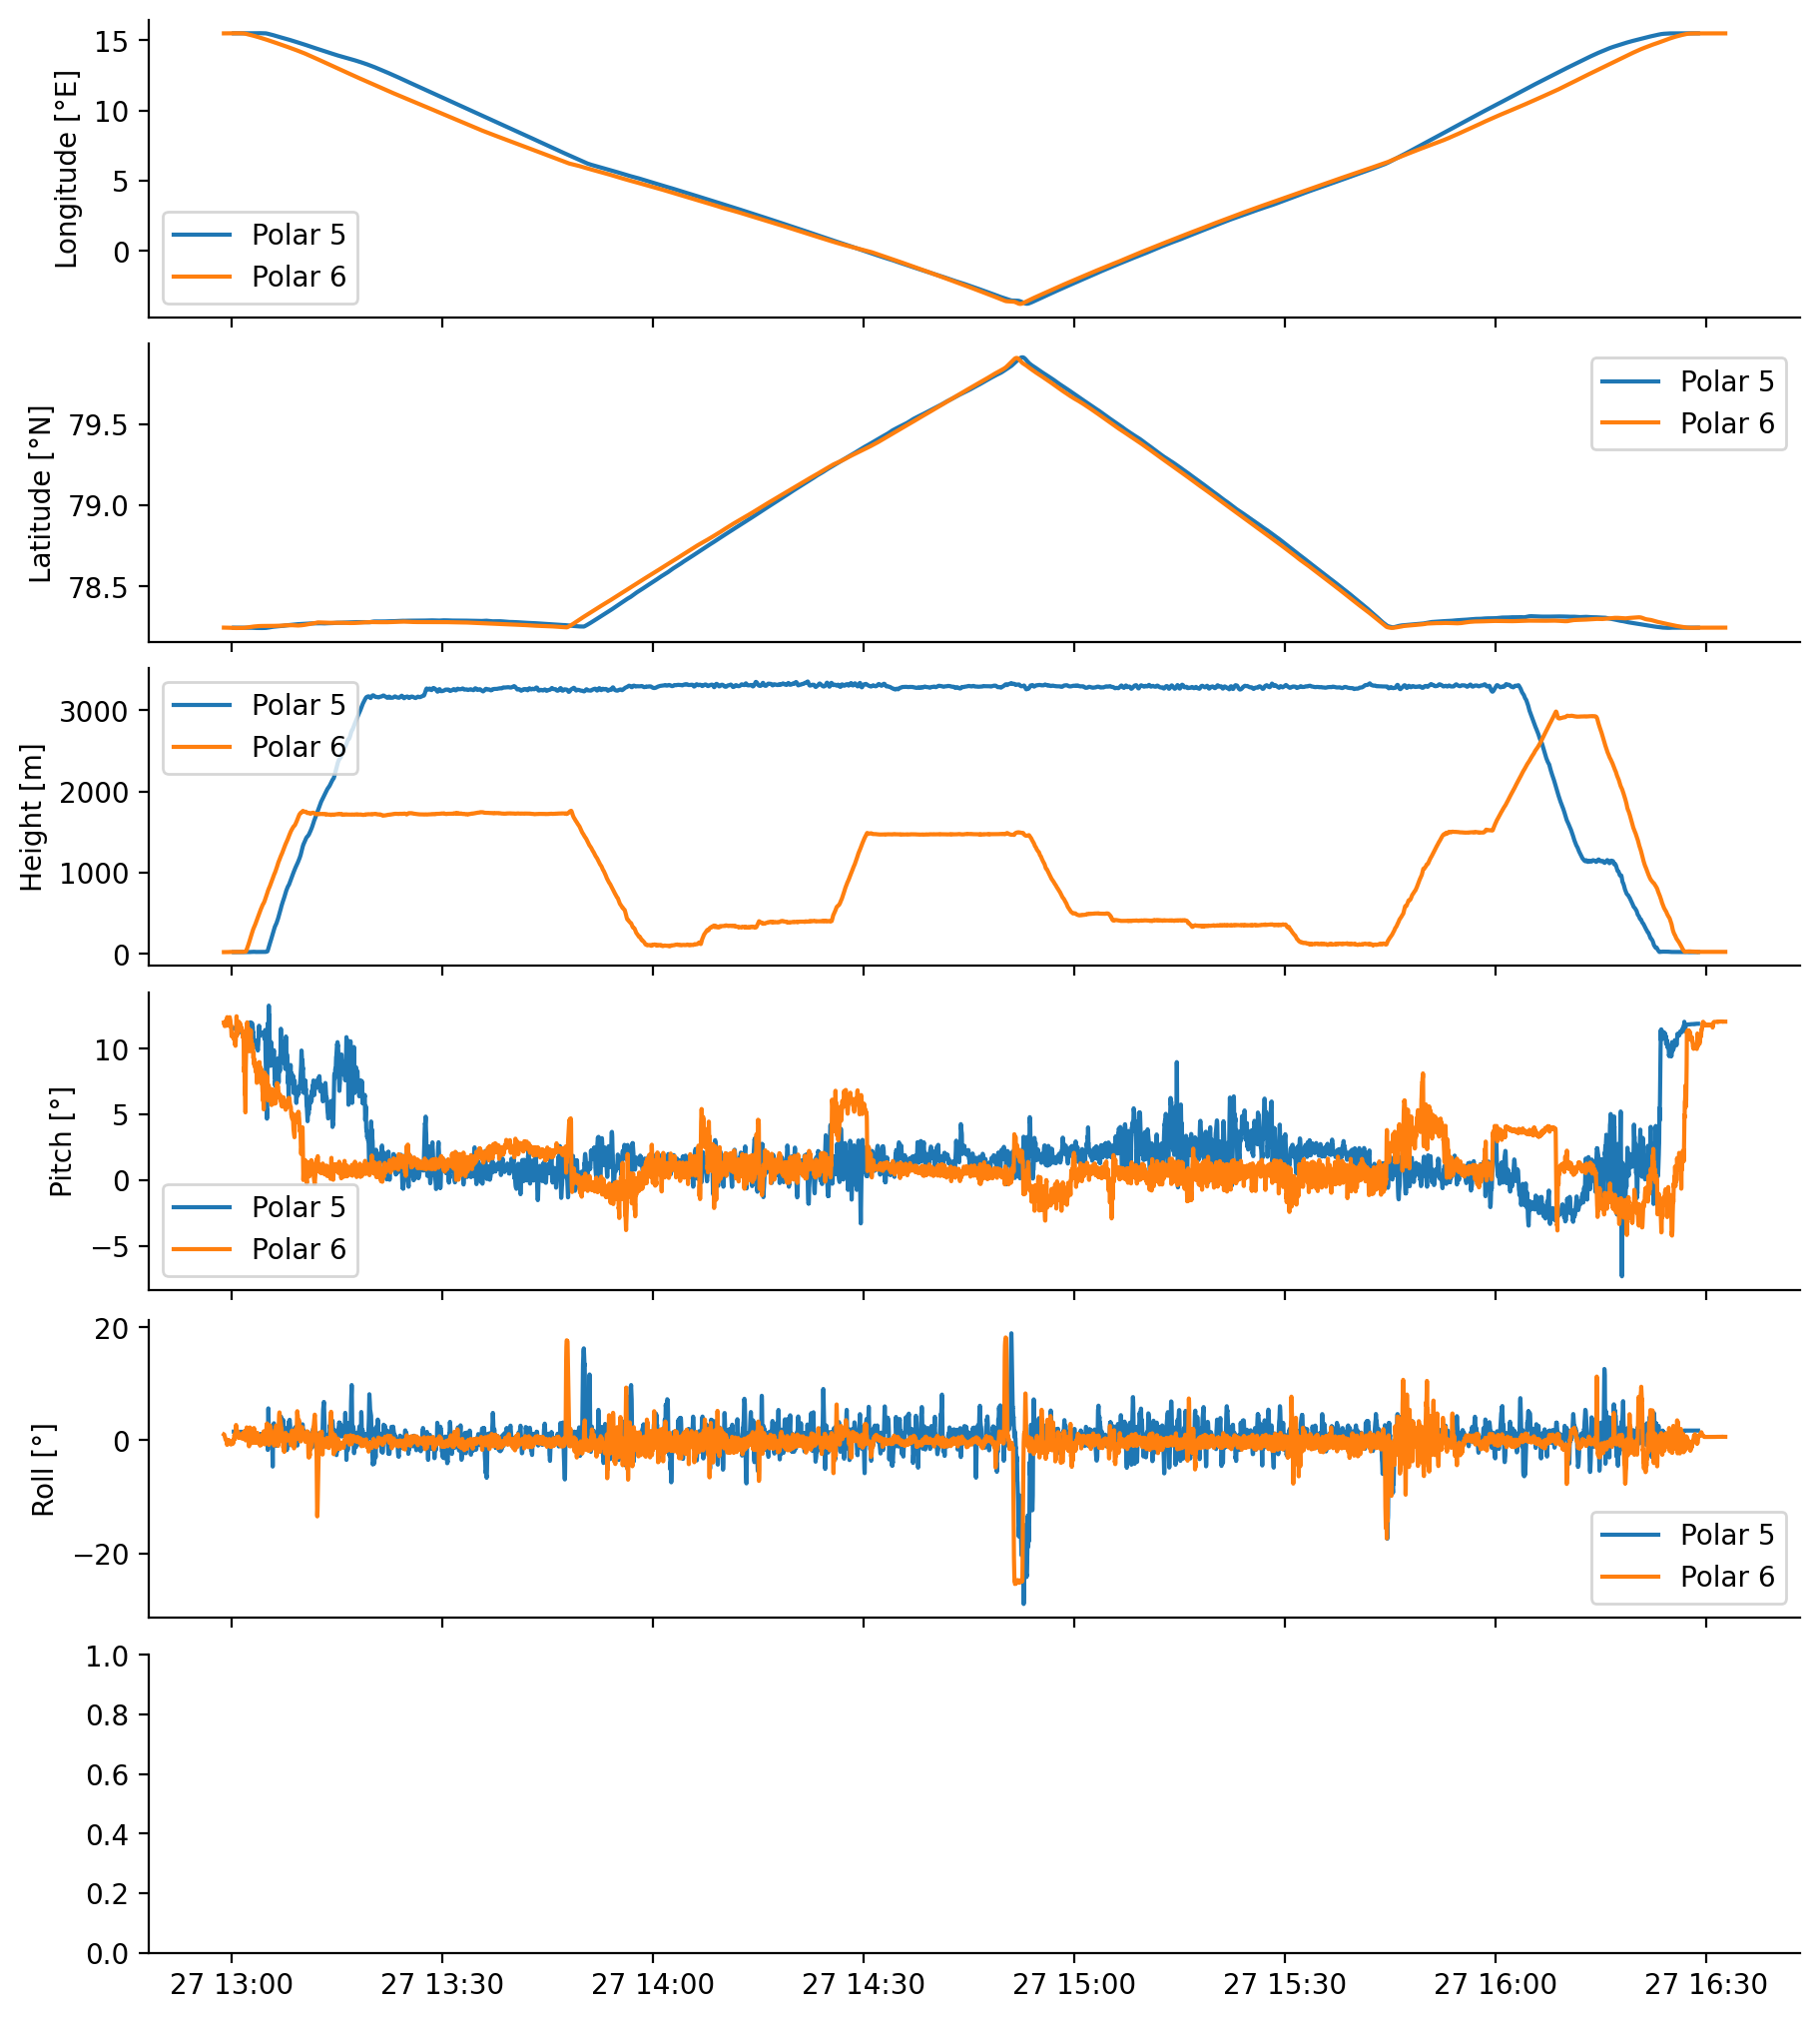 15
10
5
0
Longitude [°E]
Polar 5
Polar 6
79.5
79.0
78.5
Latitude [°N]
Polar 5
Polar 6
3000
2000
1000
0
Height [m]
Polar 5
Polar 6
10
5
0
−5
Pitch [°]
Polar 5
Polar 6
20
0
−20
Roll [°]
Polar 5
Polar 6
1.0
0.8
0.6
0.4
0.2
0.0
27 13:00 27 13:30 27 14:00 27 14:30 27 15:00 27 15:30 27 16:00 27 16:30